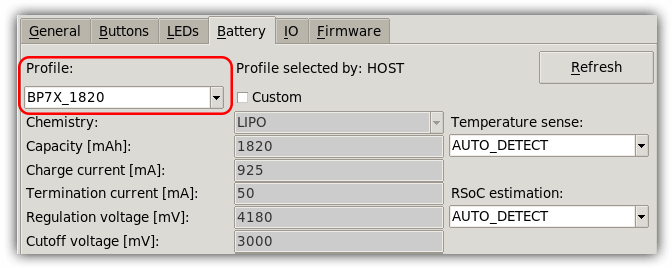 General Buttons LEDs Battery IO Firmware
Profile: Profile selected by: HOST Refresh
BP7X_1820 Custom
Chemistry: LIPO Temperature sense:
Capacity [mAh]: 1820 AUTO_DETECT
Charge current [mA]: 925
Termination current [mA]: 50 RSoC estimation:
Regulation voltage [mV]: 4180 AUTO_DETECT
Cutoff voltage [mV]: 3000